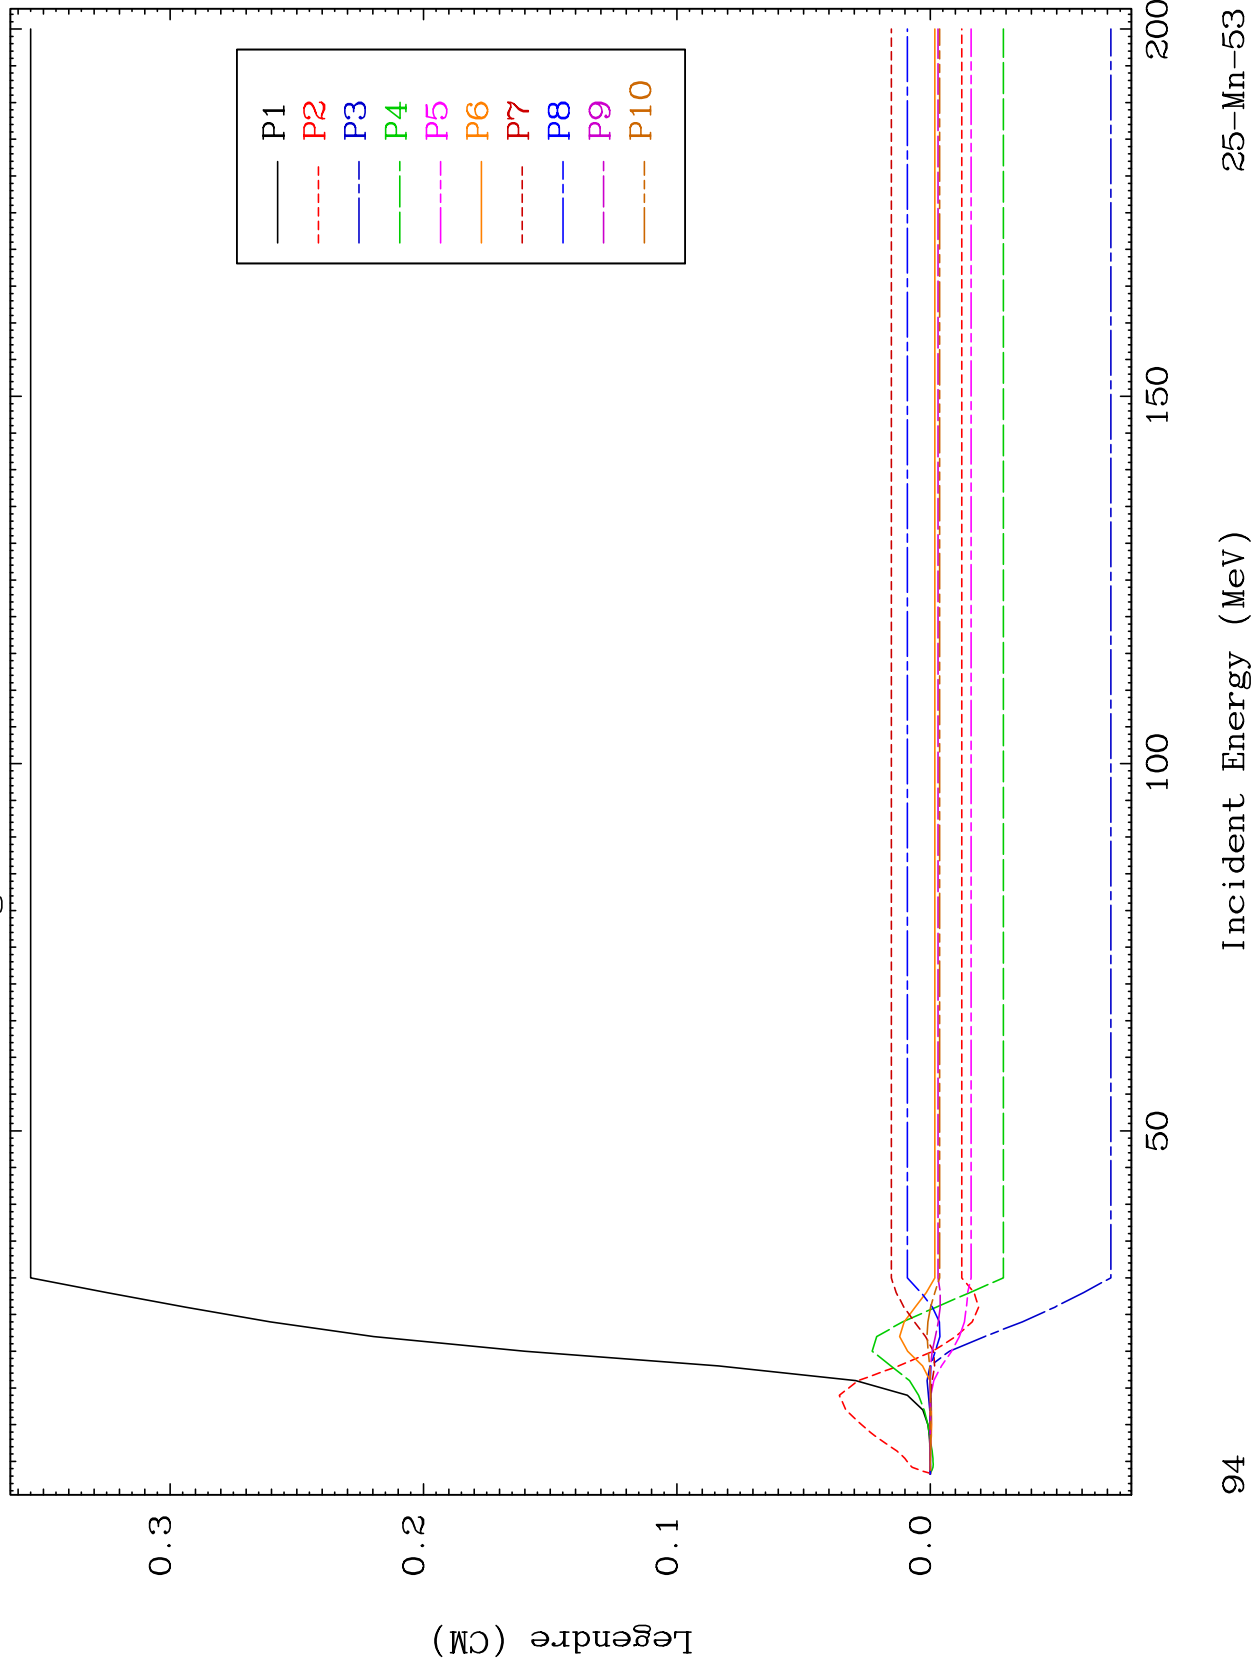 P1
P2
P3
P4
P5
P6
P7
P8
P9
P10
0.3
0.2
0.1
0.0
Legendre (CM)
50
100
150
200
Incident Energy (MeV)
94
25-Mn-53